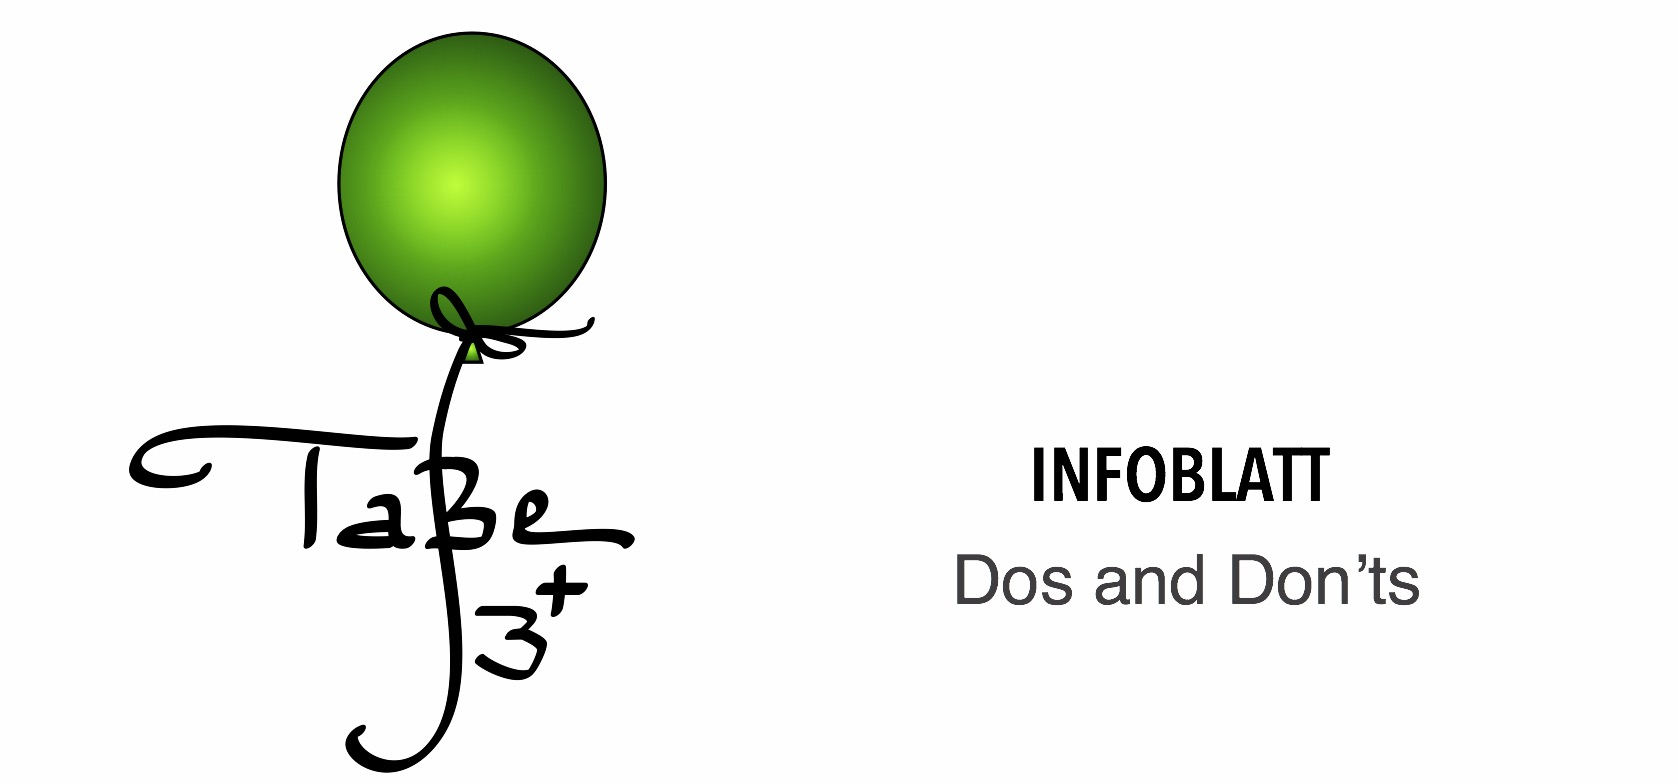 TaBe
3+
INFOBLATT
Dos and Don’ts